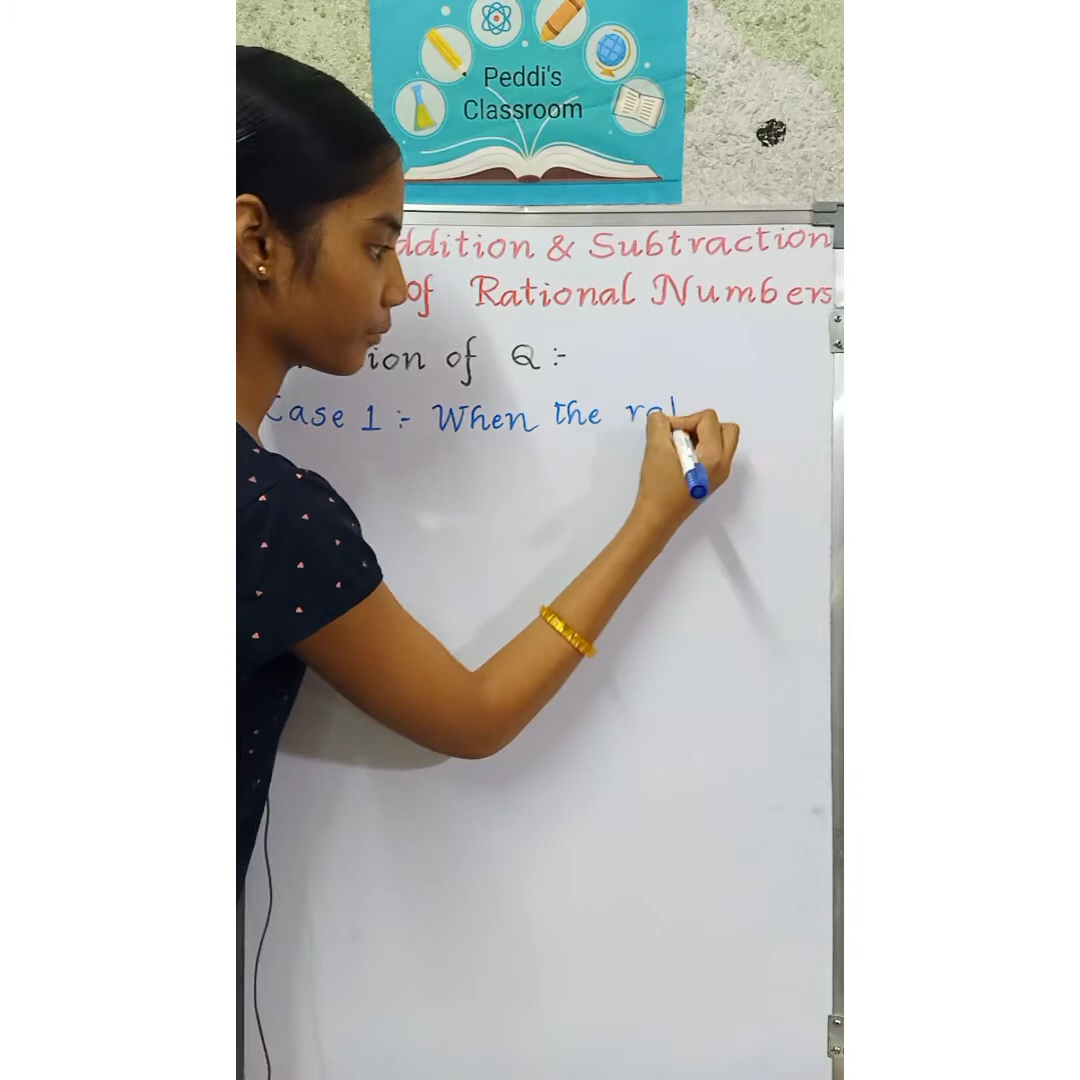 Peddi's
Classroom
ddition & Subtraction
of Rational Numbers
ion of Q :-
Case 1 :- When the